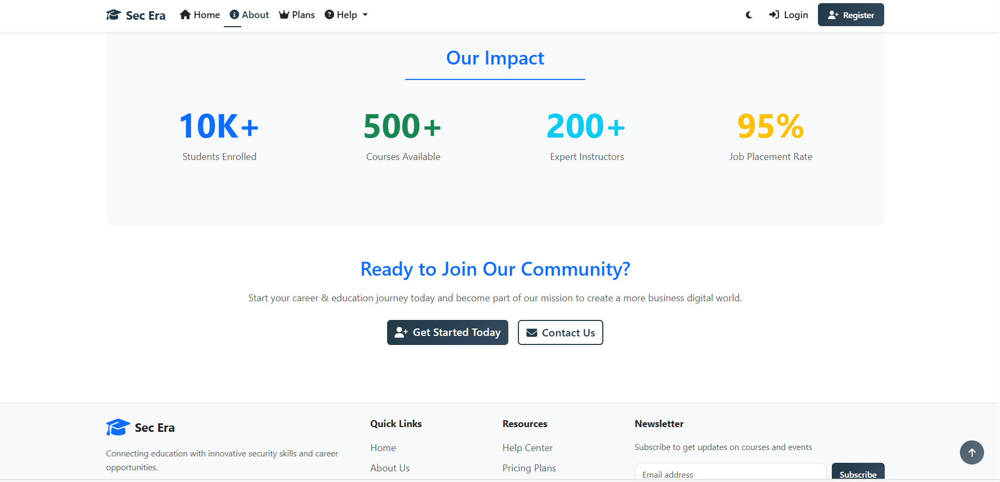 Sec Era Home About Plans Help Login Register
Our Impact
10K+ 500+ 200+ 95%
Students Enrolled Courses Available Expert Instructors Job Placement Rate
Ready to Join Our Community?
Start your career & education journey today and become part of our mission to create a more business digital world.
Get Started Today Contact Us
Sec Era
Connecting education with innovative security skills and career
opportunities.
Quick Links
Home
About Us
Resources
Help Center
Pricing Plans
Newsletter
Subscribe to get updates on courses and events
Email address Subscribe